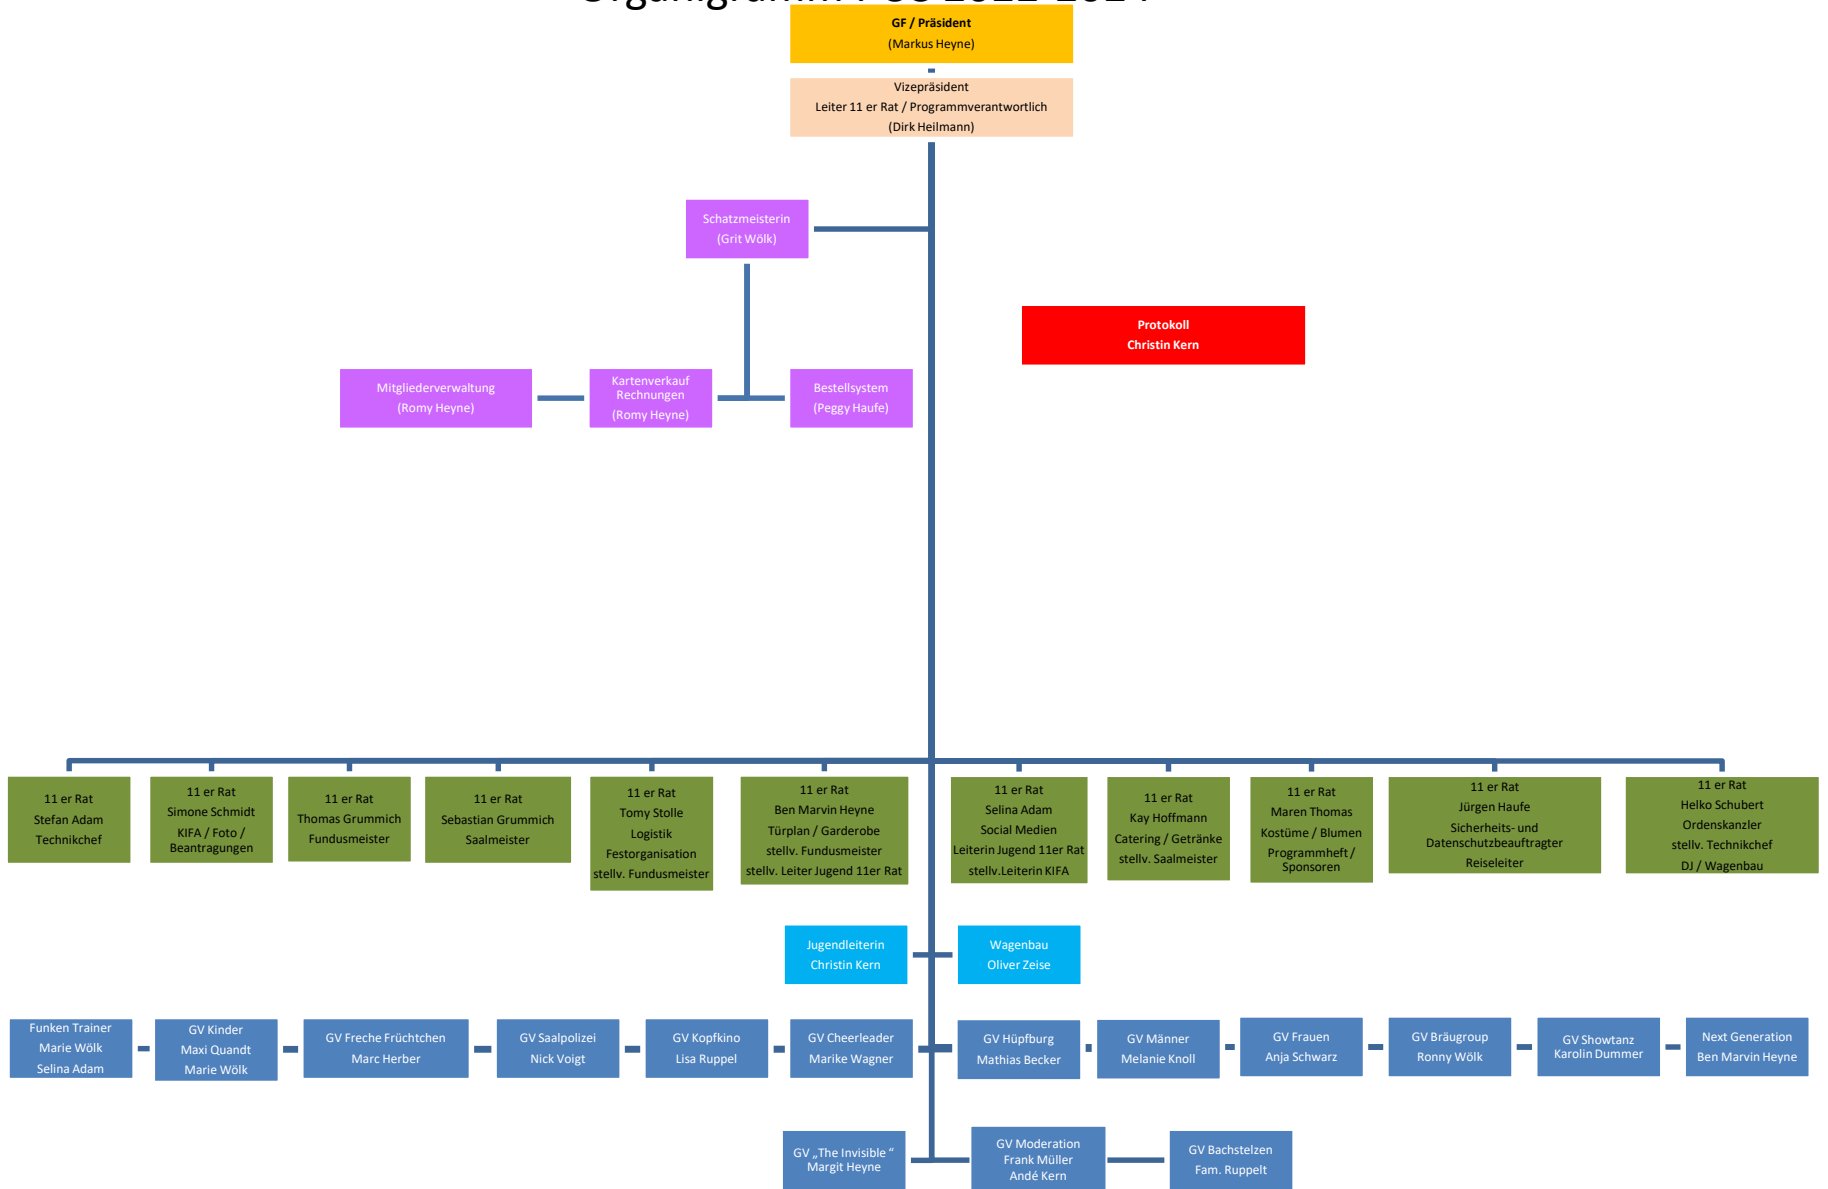 GF / Präsident
(Markus Heyne)
Vizepräsident
Leiter 11 er Rat / Programmverantwortlich
(Dirk Heilmann)
Schatzmeisterin
(Grit Wölk)
Protokoll
Christin Kern
Mitgliederverwaltung
(Romy Heyne)
Kartenverkauf
Rechnungen
(Romy Heyne)
Bestellsystem
(Peggy Haufe)
11 er Rat
Stefan Adam
Technikchef
11 er Rat
Simone Schmidt
KIFA / Foto /
Beantragungen
11 er Rat
Thomas Grummich
Fundusmeister
11 er Rat
Sebastian Grummich
Saalmeister
11 er Rat
Tomy Stolle
Logistik
Festorganisation
stellv. Fundusmeister
11 er Rat
Ben Marvin Heyne
Türplan / Garderobe
stellv. Fundusmeister
stellv. Leiter Jugend 11er Rat
11 er Rat
Selina Adam
Social Medien
Leiterin Jugend 11er Rat
stellv.Leiterin KIFA
11 er Rat
Kay Hoffmann
Catering / Getränke
stellv. Saalmeister
11 er Rat
Maren Thomas
Kostüme / Blumen
Programmheft /
Sponsoren
11 er Rat
Jürgen Haufe
Sicherheits- und
Datenschutzbeauftragter
Reiseleiter
11 er Rat
Helko Schubert
Ordenskanzler
stellv. Technikchef
DJ / Wagenbau
Jugendleiterin
Christin Kern
Wagenbau
Oliver Zeise
Funken Trainer
Marie Wölk
Selina Adam
GV Kinder
Maxi Quandt
Marie Wölk
GV Freche Früchtchen
Marc Herber
GV Saalpolizei
Nick Voigt
GV Kopfkino
Lisa Ruppel
GV Cheerleader
Marike Wagner
GV Hüpfburg
Mathias Becker
GV Männer
Melanie Knoll
GV Frauen
Anja Schwarz
GV Bräugroup
Ronny Wölk
GV Showtanz
Karolin Dummer
Next Generation
Ben Marvin Heyne
GV „The Invisible “
Margit Heyne
GV Moderation
Frank Müller
Andé Kern
GV Bachstelzen
Fam. Ruppelt